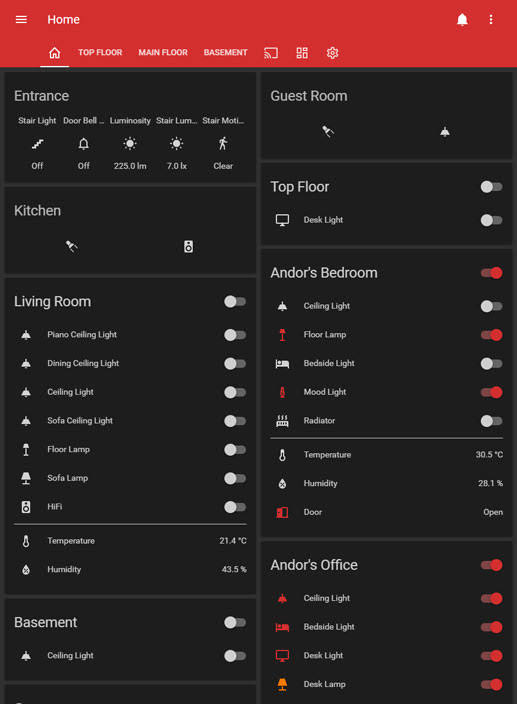 Home
TOP FLOOR MAIN FLOOR BASEMENT
Entrance
Stair Light Door Bell ... Luminosity Stair Lum... Stair Moti...
Off Off 225.0 lm 7.0 lx Clear
Kitchen
Living Room
Piano Ceiling Light
Dining Ceiling Light
Ceiling Light
Sofa Ceiling Light
Floor Lamp
Sofa Lamp
HiFi
Temperature 21.4 °C
Humidity 43.5 %
Basement
Ceiling Light
Guest Room
Top Floor
Desk Light
Andor's Bedroom
Ceiling Light
Floor Lamp
Bedside Light
Mood Light
Radiator
Temperature 30.5 °C
Humidity 28.1 %
Door Open
Andor's Office
Ceiling Light
Bedside Light
Desk Light
Desk Lamp